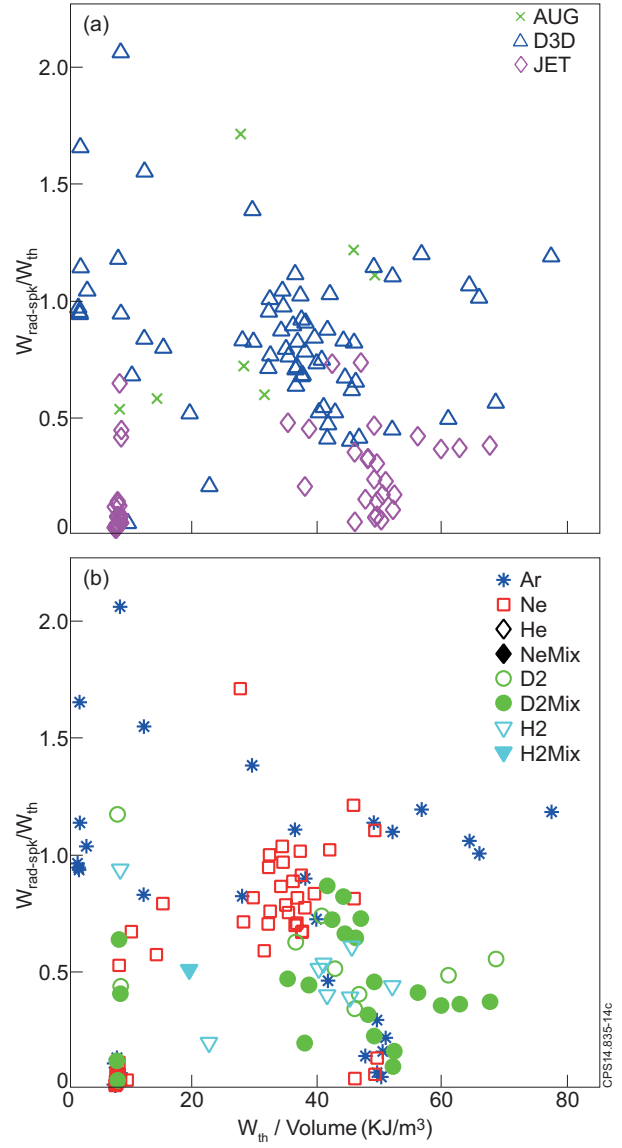 (a)
AUG
D3D
JET
2.0
1.5
1.0
0.5
0
W_rad-spk/W_th
(b)
Ar
Ne
He
NeMix
D2
D2Mix
H2
H2Mix
2.0
1.5
1.0
0.5
0
W_rad-spk/W_th
0 20 40 60 80
W_th / Volume (KJ/m³)
CPS14.835-14c